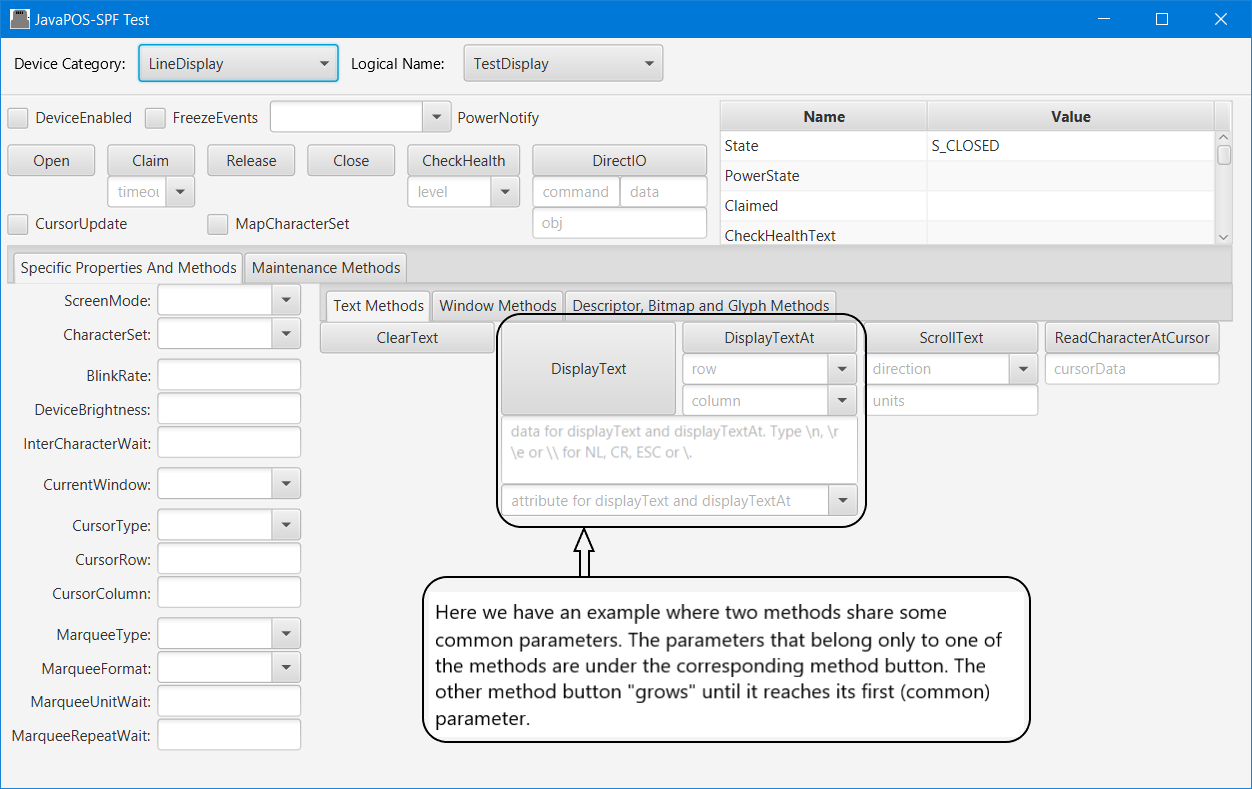 JavaPOS-SPF Test
Device Category: LineDisplay Logical Name: TestDisplay
DeviceEnabled FreezeEvents PowerNotify
Open Claim Release Close CheckHealth DirectIO
timeou level command data
CursorUpdate MapCharacterSet obj
Name Value
State S_CLOSED
PowerState
Claimed
CheckHealthText
Specific Properties And Methods Maintenance Methods
ScreenMode:
CharacterSet:
BlinkRate:
DeviceBrightness:
InterCharacterWait:
CurrentWindow:
CursorType:
CursorRow:
CursorColumn:
MarqueeType:
MarqueeFormat:
MarqueeUnitWait:
MarqueeRepeatWait:
Text Methods Window Methods Descriptor, Bitmap and Glyph Methods
ClearText DisplayText DisplayTextAt ScrollText ReadCharacterAtCursor
row direction cursorData
column units
data for displayText and displayTextAt. Type \n, \r
\e or \\ for NL, CR, ESC or \.
attribute for displayText and displayTextAt
Here we have an example where two methods share some
common parameters. The parameters that belong only to one of
the methods are under the corresponding method button. The
other method button "grows" until it reaches its first (common)
parameter.